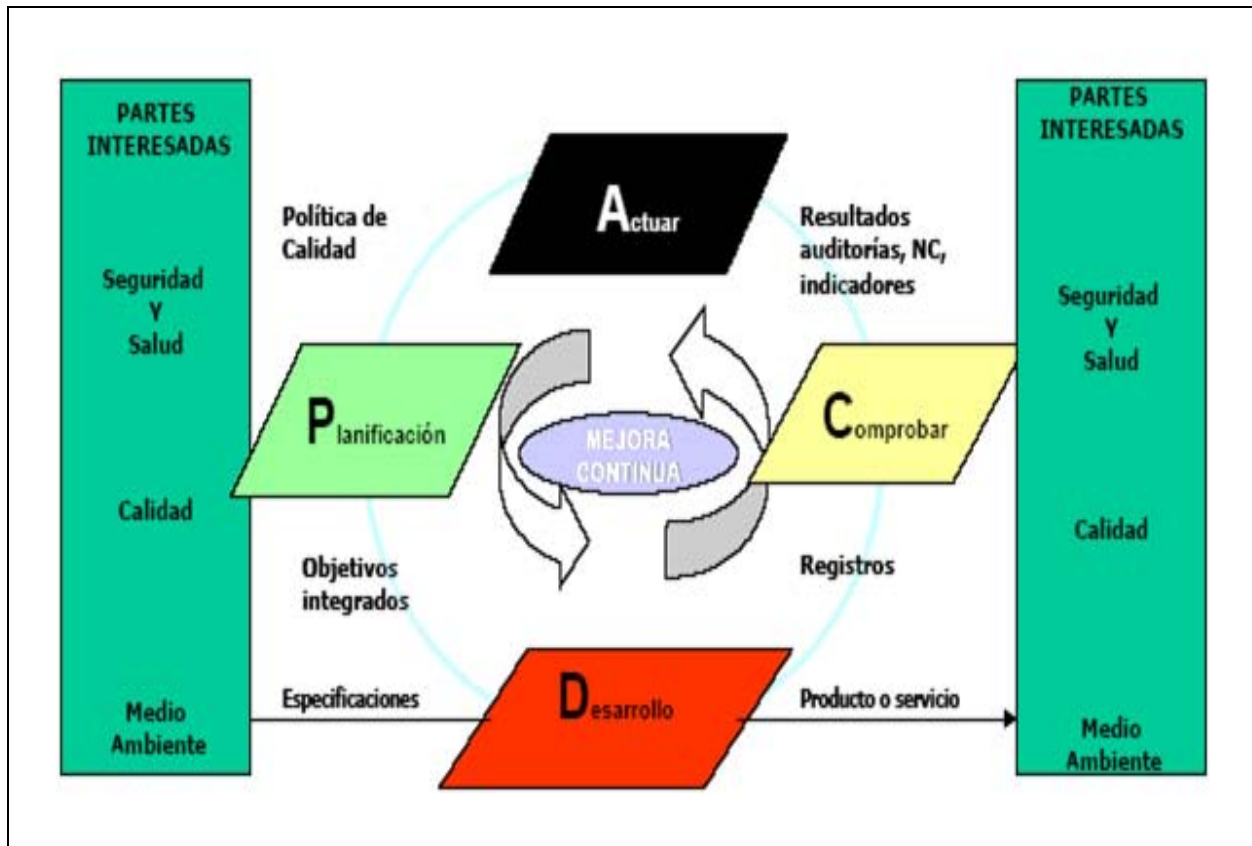 PARTES
INTERESADAS
Seguridad
Y
Salud
Calidad
Medio
Ambiente
Política de
Calidad
Actuar
Resultados
auditorías, NC,
indicadores
Planificación
MEJORA
CONTINUA
Comprobar
Objetivos
integrados
Registros
Especificaciones
Desarrollo
Producto o servicio
PARTES
INTERESADAS
Seguridad
Y
Salud
Calidad
Medio
Ambiente